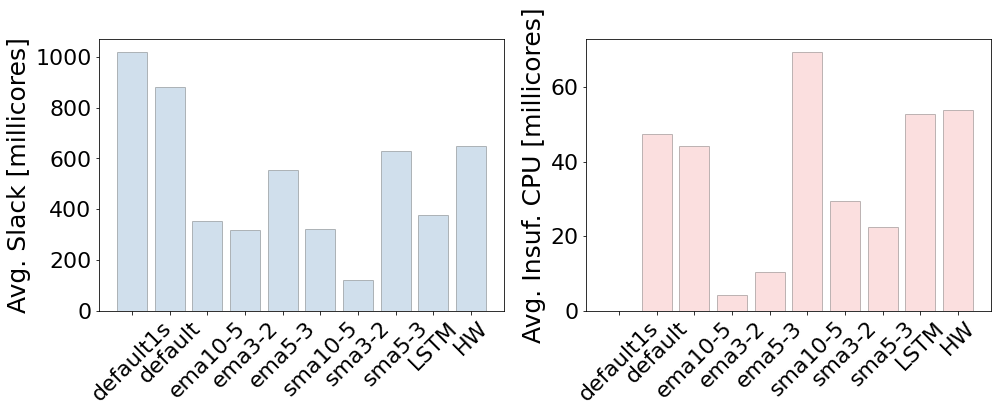 Avg. Slack [millicores]
1000
800
600
400
200
0
default1s
default
ema10-5
ema3-2
ema5-3
sma10-5
sma3-2
sma5-3
LSTM
HW
Avg. Insuf. CPU [millicores]
60
40
20
0
default1s
default
ema10-5
ema3-2
ema5-3
sma10-5
sma3-2
sma5-3
LSTM
HW